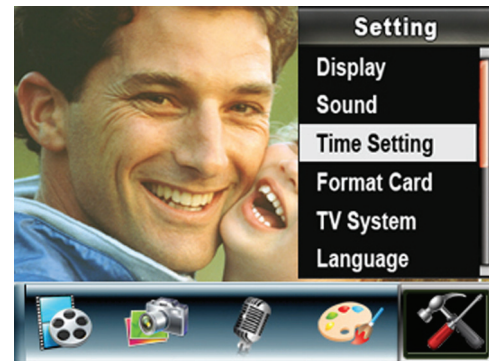 Setting
Display
Sound
Time Setting
Format Card
TV System
Language